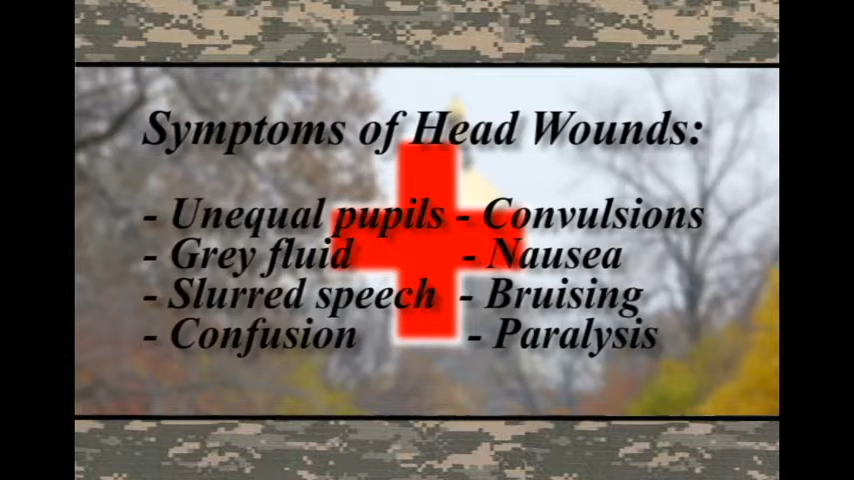 Symptoms of Head Wounds:
- Unequal pupils - Convulsions
- Grey fluid - Nausea
- Slurred speech - Bruising
- Confusion - Paralysis